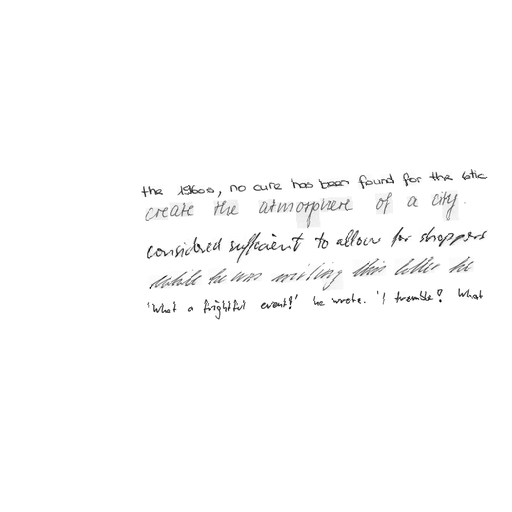 the 1960s, no cure has been found for the
create the atmosphere of a city.
considered sufficient to allow for shoppers
while he was writing this letter he
'What a frightful event!' he wrote. 'I tremble! What